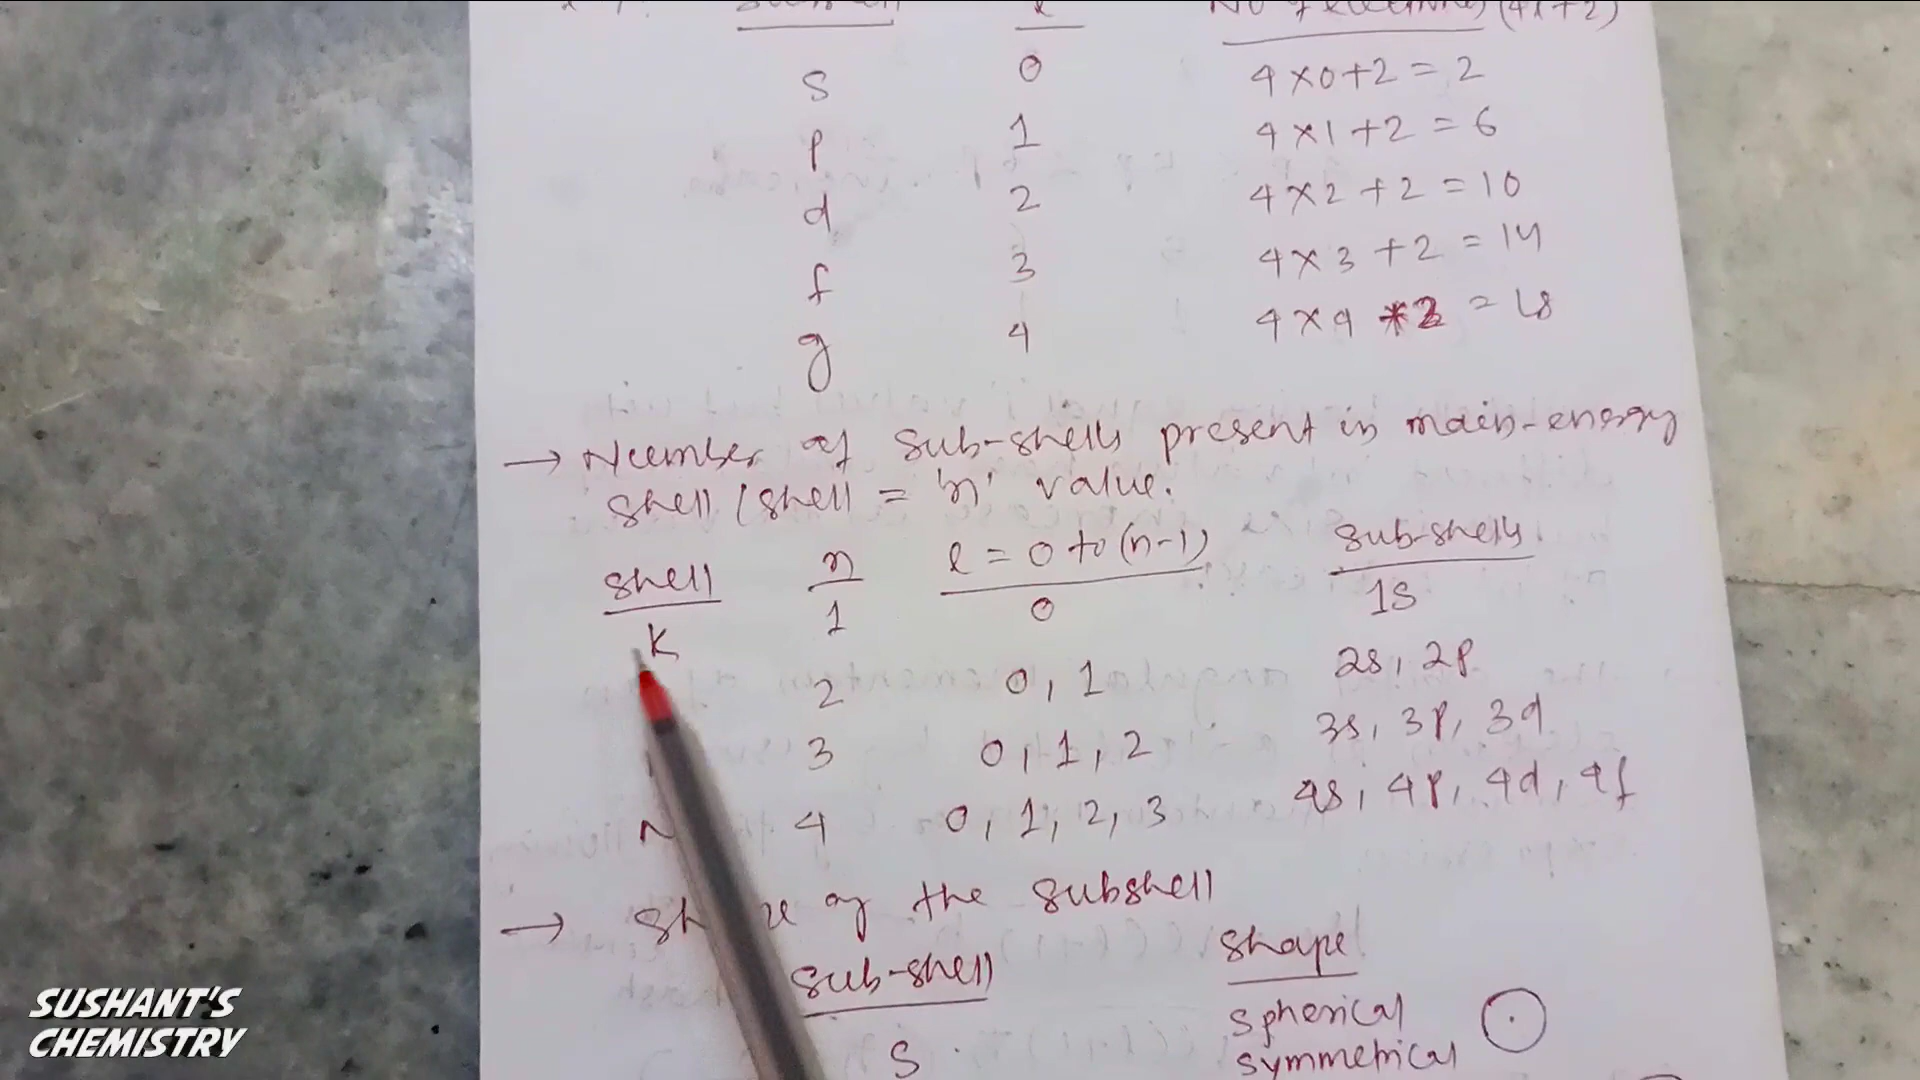 S 0 4×0+2 = 2
p 1 4×1+2 = 6
d 2 4×2+2 = 10
f 3 4×3+2 = 14
g 4 4×4 +2 = 18
→ Number of sub-shells present in main-energy
shell / shell = 'n' value.
shell n l = 0 to (n-1) sub-shells
K 1 0 1S
2 0, 1 2s, 2p
3 0, 1, 2 3s, 3p, 3d
N 4 0, 1, 2, 3 4s, 4p, 4d, 4f
→ of the subshell
sub-shell shape
S spherical
symmetrical
SUSHANT'S
CHEMISTRY